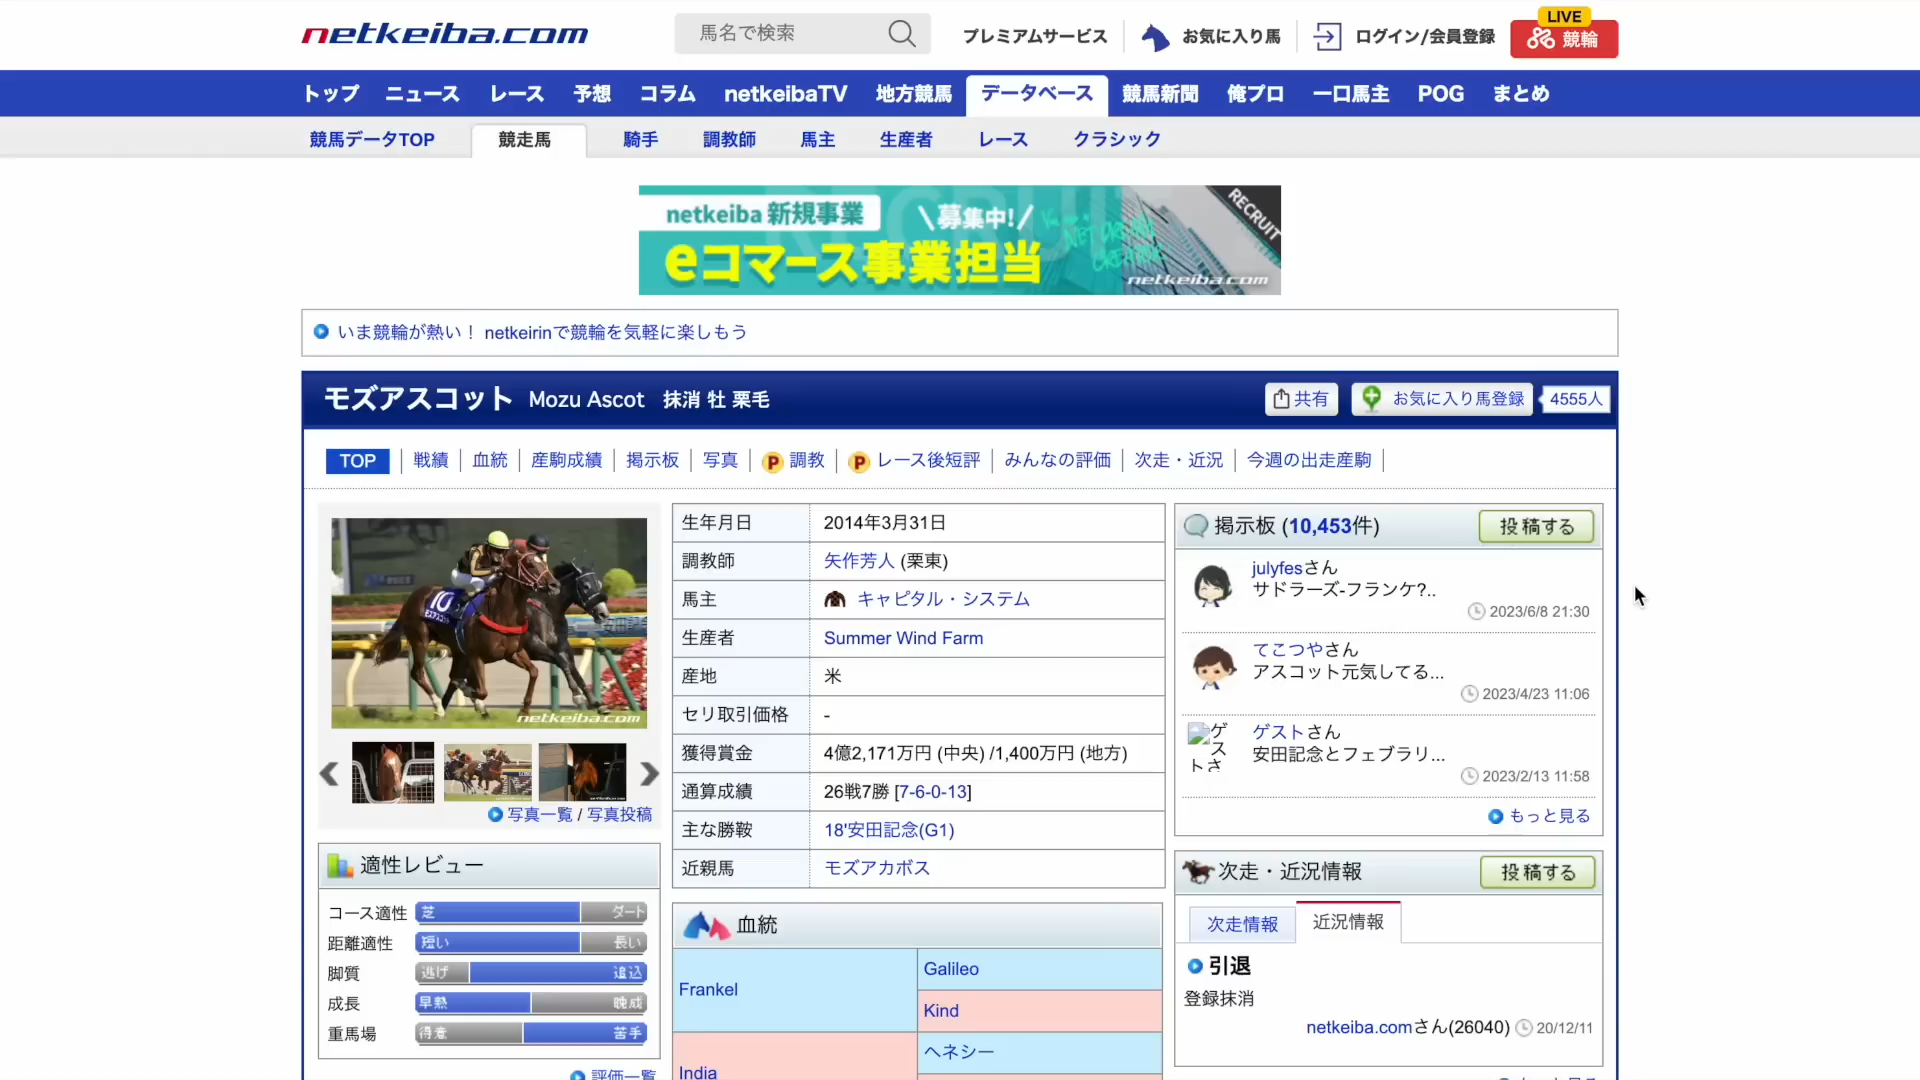 netkeiba.com
馬名で検索
プレミアムサービス
お気に入り馬
ログイン/会員登録
LIVE
競輪
トップ ニュース レース 予想 コラム netkeibaTV 地方競馬 データベース 競馬新聞 俺プロ 一口馬主 POG まとめ
競馬データTOP 競走馬 騎手 調教師 馬主 生産者 レース クラシック
netkeiba 新規事業
\募集中!/
eコマース事業担当
RECRUIT
netkeiba.com
いま競輪が熱い！ netkeirinで競輪を気軽に楽しもう
モズアスコット Mozu Ascot 抹消 牡 栗毛
共有
お気に入り馬登録
4555人
TOP 戦績 血統 産駒成績 掲示板 写真 P 調教 P レース後短評 みんなの評価 次走・近況 今週の出走産駒
10
モズアスコット
netkeiba.com
写真一覧 / 写真投稿
適性レビュー
コース適性 芝 ダート
距離適性 短い 長い
脚質 逃げ 追込
成長 早熟 晩成
重馬場 得意 苦手
評価一覧
生年月日 2014年3月31日
調教師 矢作芳人 (栗東)
馬主 キャピタル・システム
生産者 Summer Wind Farm
産地 米
セリ取引価格 -
獲得賞金 4億2,171万円 (中央) /1,400万円 (地方)
通算成績 26戦7勝 [7-6-0-13]
主な勝鞍 18'安田記念(G1)
近親馬 モズアカボス
血統
Frankel
Galileo
Kind
India
ヘネシー
掲示板 (10,453件)
投稿する
julyfesさん
サドラーズ-フランケ?..
2023/6/8 21:30
てこつやさん
アスコット元気してる...
2023/4/23 11:06
ゲストさ
ゲストさん
安田記念とフェブラリ...
2023/2/13 11:58
もっと見る
次走・近況情報
投稿する
次走情報 近況情報
引退
登録抹消
netkeiba.comさん(26040) 20/12/11